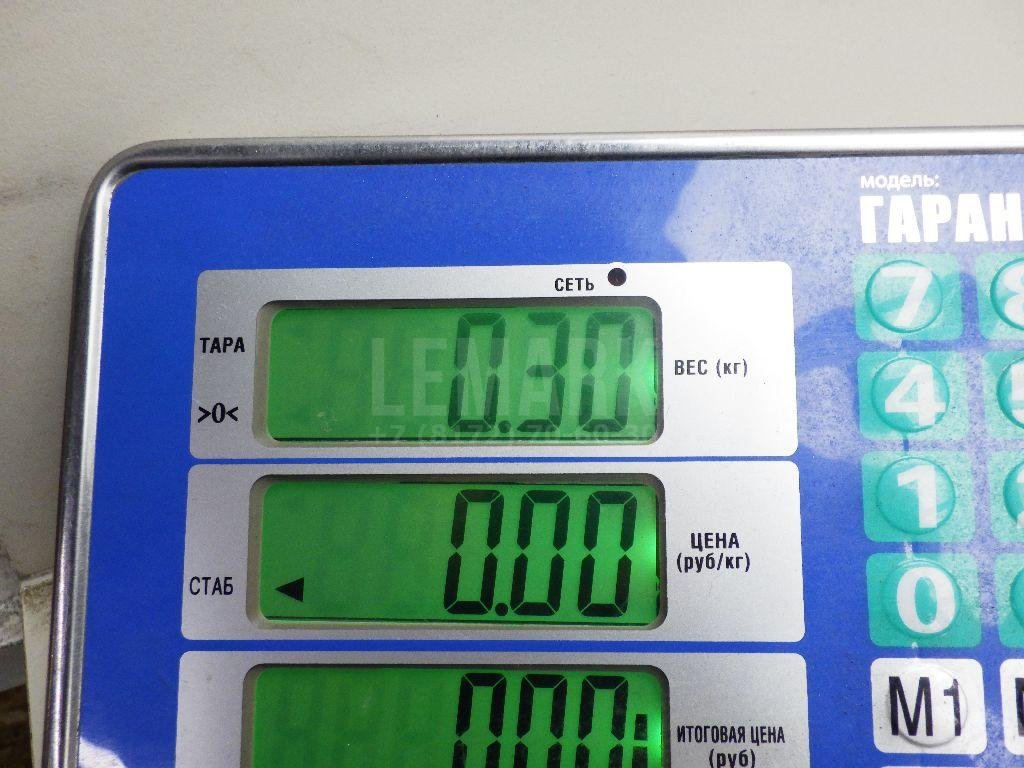 МОДЕЛЬ:
ГАРАН
СЕТЬ
ТАРА
>0<
0.30
ВЕС (кг)
LEMARK
7
4
1
0
СТАБ
0.00
ЦЕНА
(руб/кг)
0.00
ИТОГОВАЯ ЦЕНА
(руб)
M1